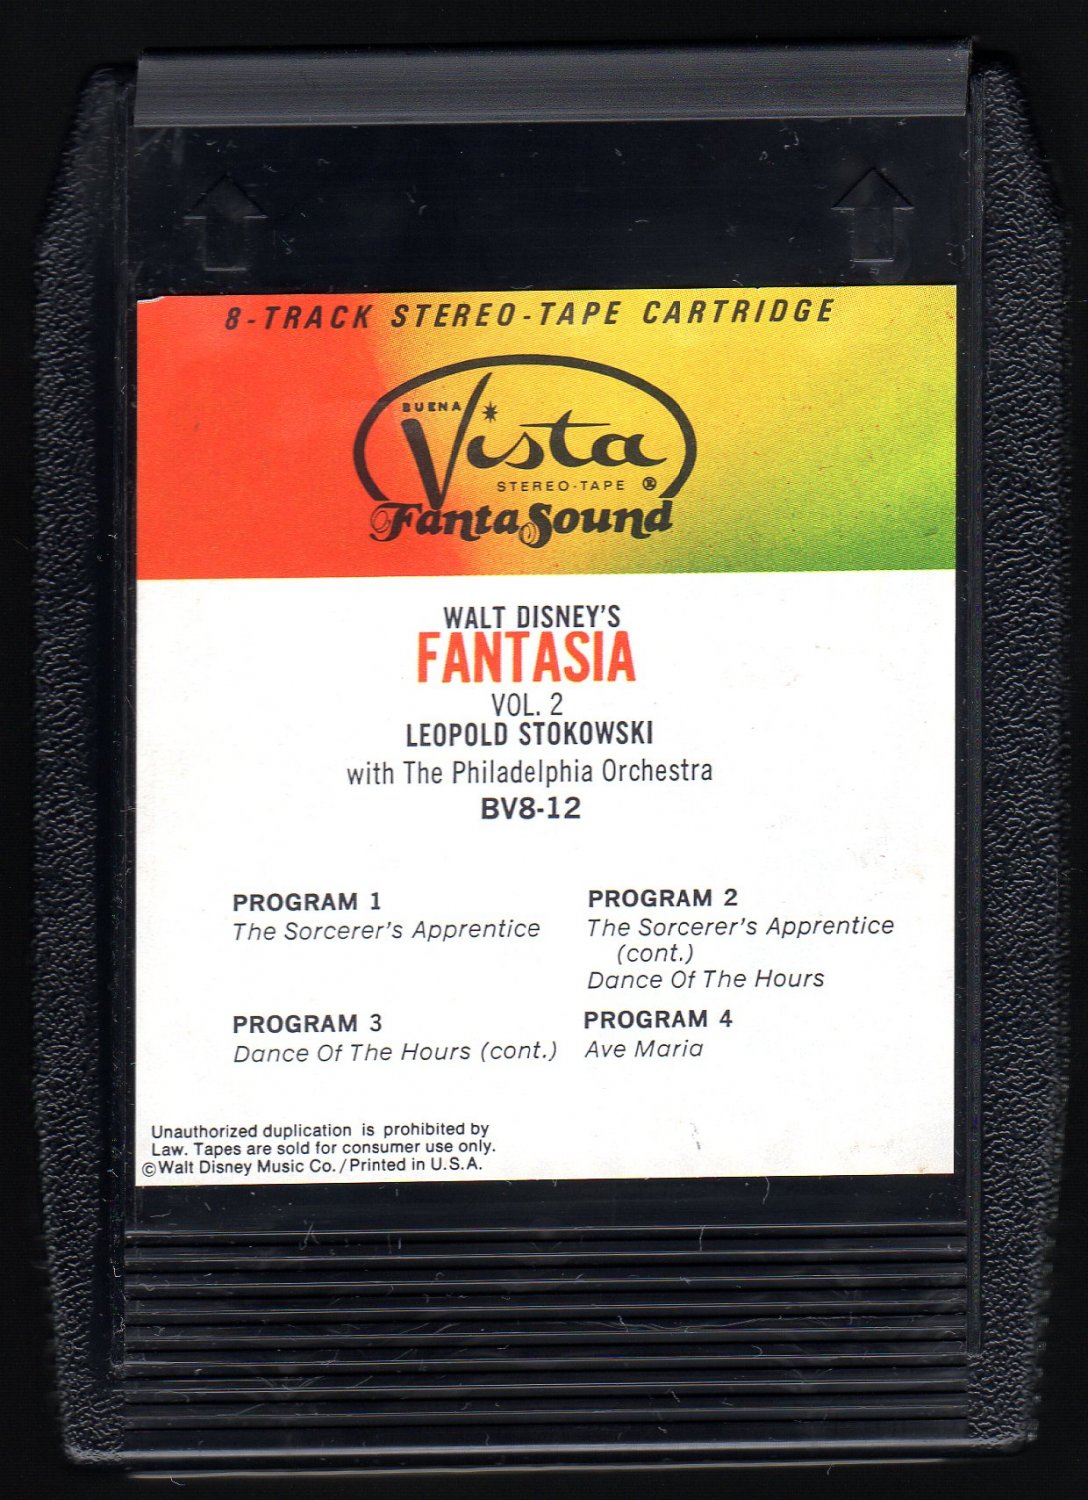 8-TRACK STEREO-TAPE CARTRIDGE
BUENA
Vista
STEREO-TAPE ®
FantaSound
WALT DISNEY'S
FANTASIA
VOL. 2
LEOPOLD STOKOWSKI
with The Philadelphia Orchestra
BV8-12
PROGRAM 1
The Sorcerer's Apprentice
PROGRAM 2
The Sorcerer's Apprentice
(cont.)
Dance Of The Hours
PROGRAM 3
Dance Of The Hours (cont.)
PROGRAM 4
Ave Maria
Unauthorized duplication is prohibited by
Law. Tapes are sold for consumer use only.
©Walt Disney Music Co./Printed in U.S.A.